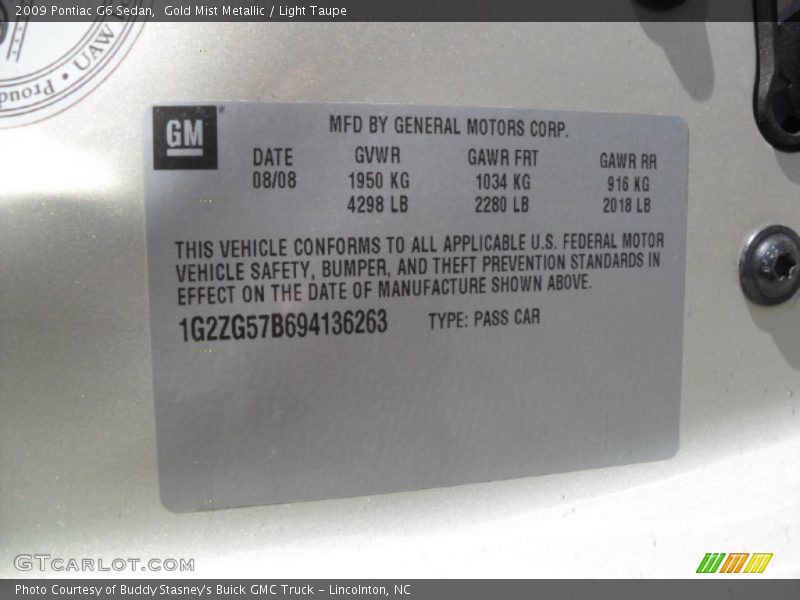 2009 Pontiac G6 Sedan, Gold Mist Metallic / Light Taupe
Proud
UAW
GM
MFD BY GENERAL MOTORS CORP.
DATE GVWR GAWR FRT GAWR RR
08/08 1950 KG 1034 KG 916 KG
4298 LB 2280 LB 2018 LB
THIS VEHICLE CONFORMS TO ALL APPLICABLE U.S. FEDERAL MOTOR
VEHICLE SAFETY, BUMPER, AND THEFT PREVENTION STANDARDS IN
EFFECT ON THE DATE OF MANUFACTURE SHOWN ABOVE.
1G2ZG57B694136263 TYPE: PASS CAR
GTCARLOT.COM
Photo Courtesy of Buddy Stasney's Buick GMC Truck - Lincolnton, NC